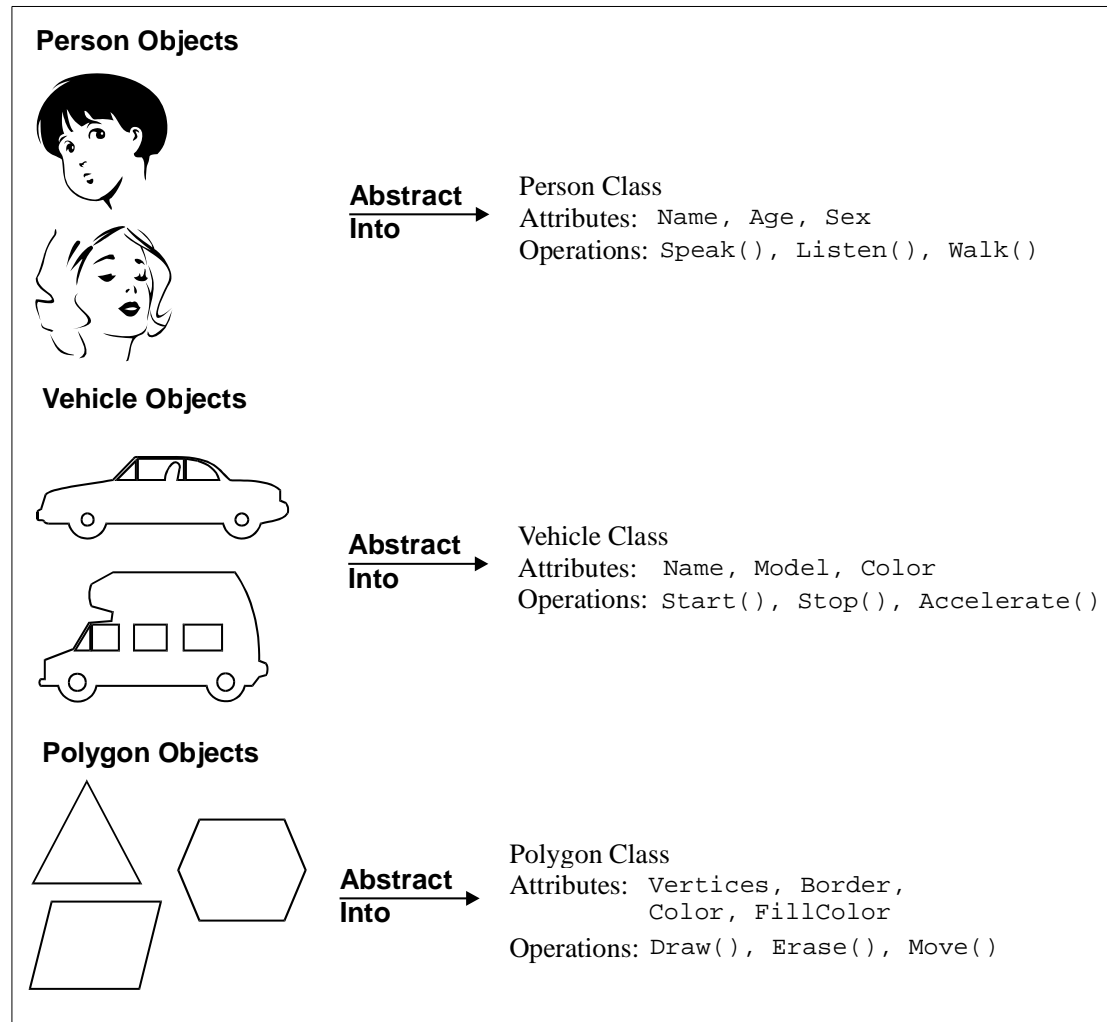 Person Objects
Abstract
Into
Person Class
Attributes: Name, Age, Sex
Operations: Speak(), Listen(), Walk()
Vehicle Objects
Abstract
Into
Vehicle Class
Attributes: Name, Model, Color
Operations: Start(), Stop(), Accelerate()
Polygon Objects
Abstract
Into
Polygon Class
Attributes: Vertices, Border,
Color, FillColor
Operations: Draw(), Erase(), Move()